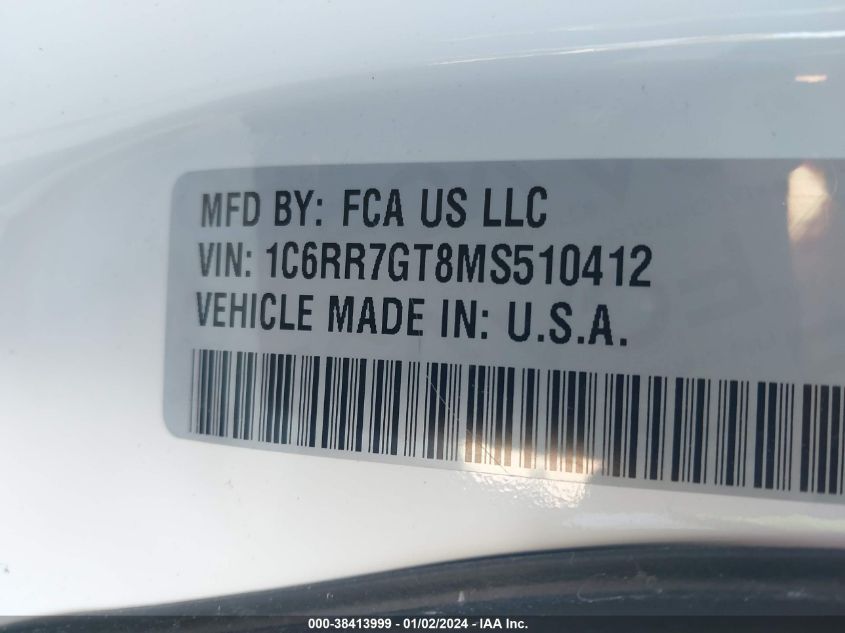 MFD BY: FCA US LLC
VIN: 1C6RR7GT8MS510412
VEHICLE MADE IN: U.S.A.
000-38413999 - 01/02/2024 - © IAA, Inc.